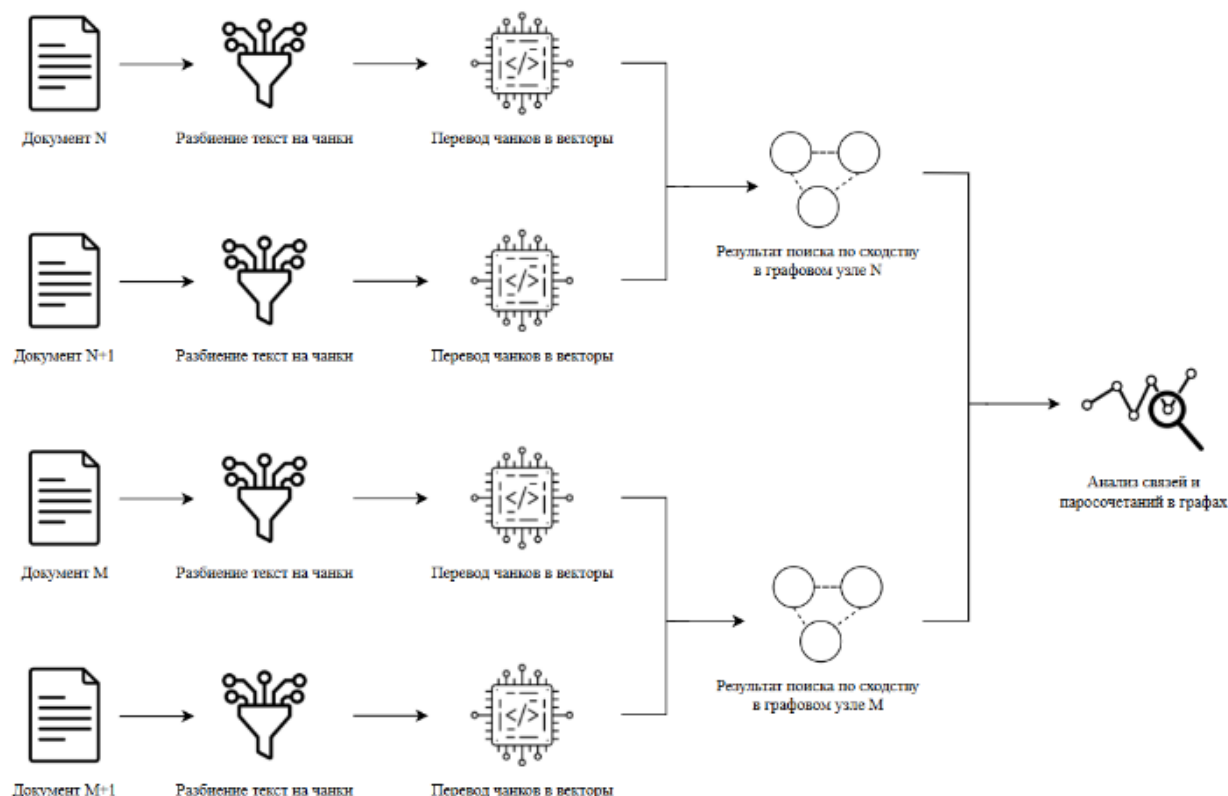 Документ N
Разбиение текст на чанки
Перевод чанков в векторы
Результат поиска по сходству
в графовом узле N
Документ N+1
Разбиение текст на чанки
Перевод чанков в векторы
Анализ связей и
паросочетаний в графах
Документ M
Разбиение текст на чанки
Перевод чанков в векторы
Результат поиска по сходству
в графовом узле M
Документ M+1
Разбиение текст на чанки
Перевод чанков в векторы